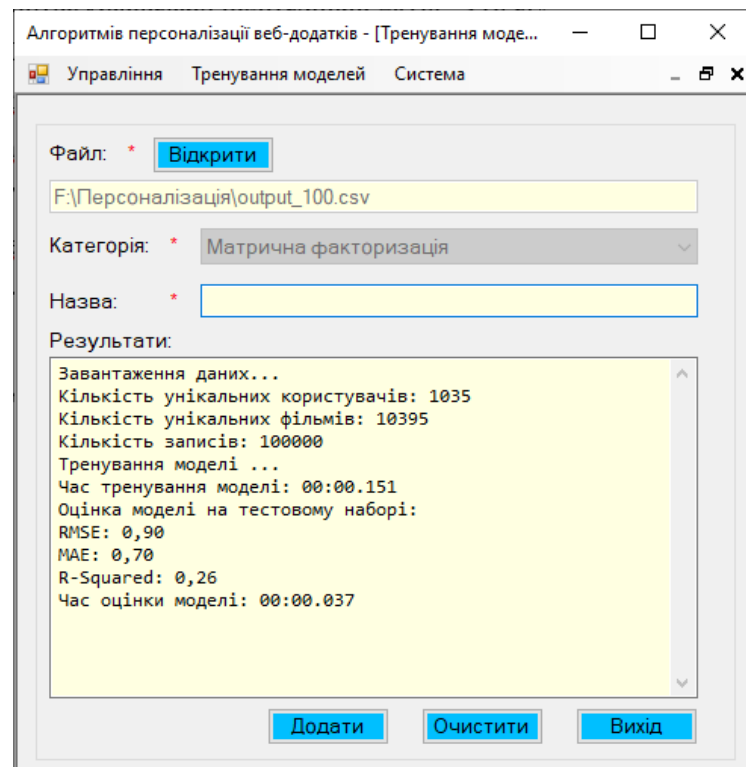 Алгоритмів персоналізації веб-додатків - [Тренування моде...
Управління Тренування моделей Система
Файл: * Відкрити
F:\Персоналізація\output_100.csv
Категорія: * Матрична факторизація
Назва: *
Результати:
Завантаження даних...
Кількість унікальних користувачів: 1035
Кількість унікальних фільмів: 10395
Кількість записів: 100000
Тренування моделі ...
Час тренування моделі: 00:00.151
Оцінка моделі на тестовому наборі:
RMSE: 0,90
MAE: 0,70
R-Squared: 0,26
Час оцінки моделі: 00:00.037
Додати Очистити Вихід